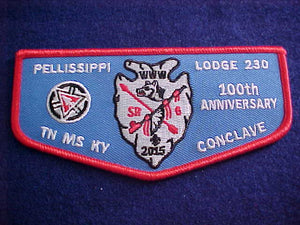 PELLISSIPPI LODGE 230
WWW
100th
ANNIVERSARY
SR 6
TN MS KY
2015
CONCLAVE